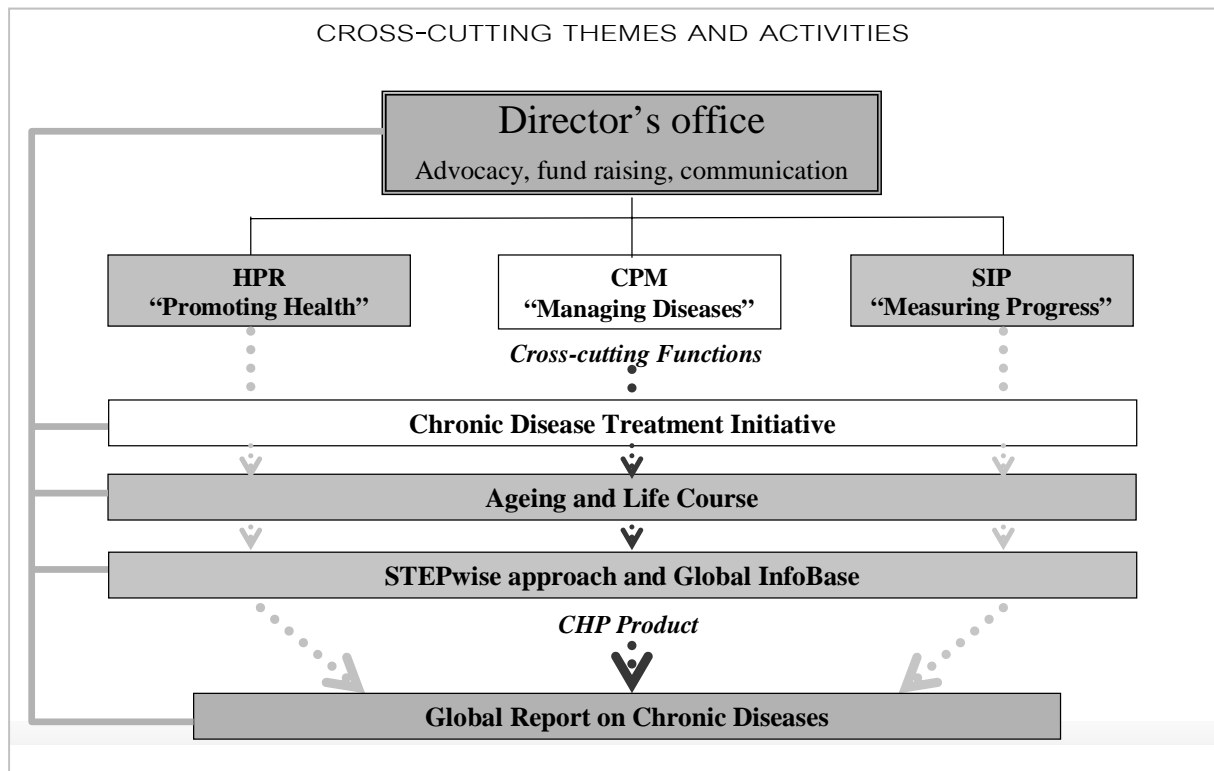 CROSS-CUTTING THEMES AND ACTIVITIES
Director’s office
Advocacy, fund raising, communication
HPR
“Promoting Health”
CPM
“Managing Diseases”
SIP
“Measuring Progress”
Cross-cutting Functions
Chronic Disease Treatment Initiative
Ageing and Life Course
STEPwise approach and Global InfoBase
CHP Product
Global Report on Chronic Diseases